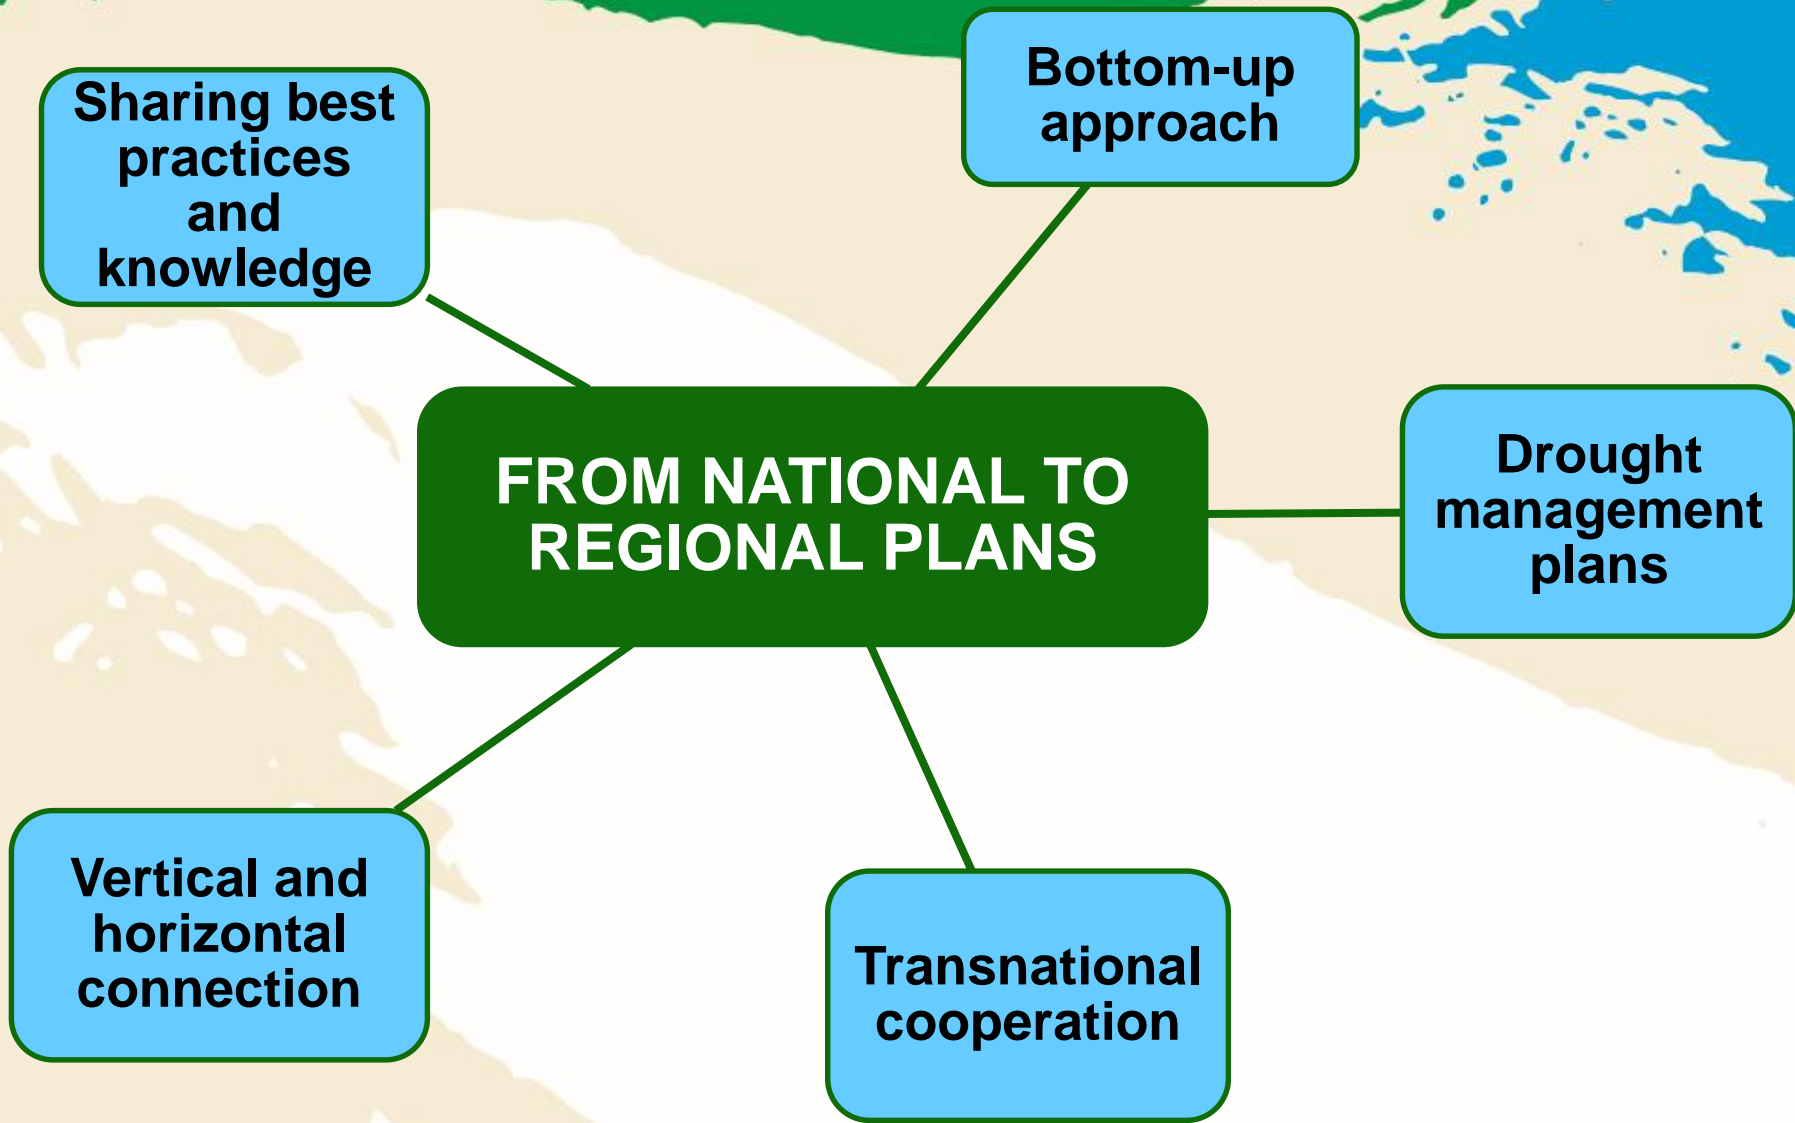 Sharing best
practices
and
knowledge
Bottom-up
approach
FROM NATIONAL TO
REGIONAL PLANS
Drought
management
plans
Vertical and
horizontal
connection
Transnational
cooperation